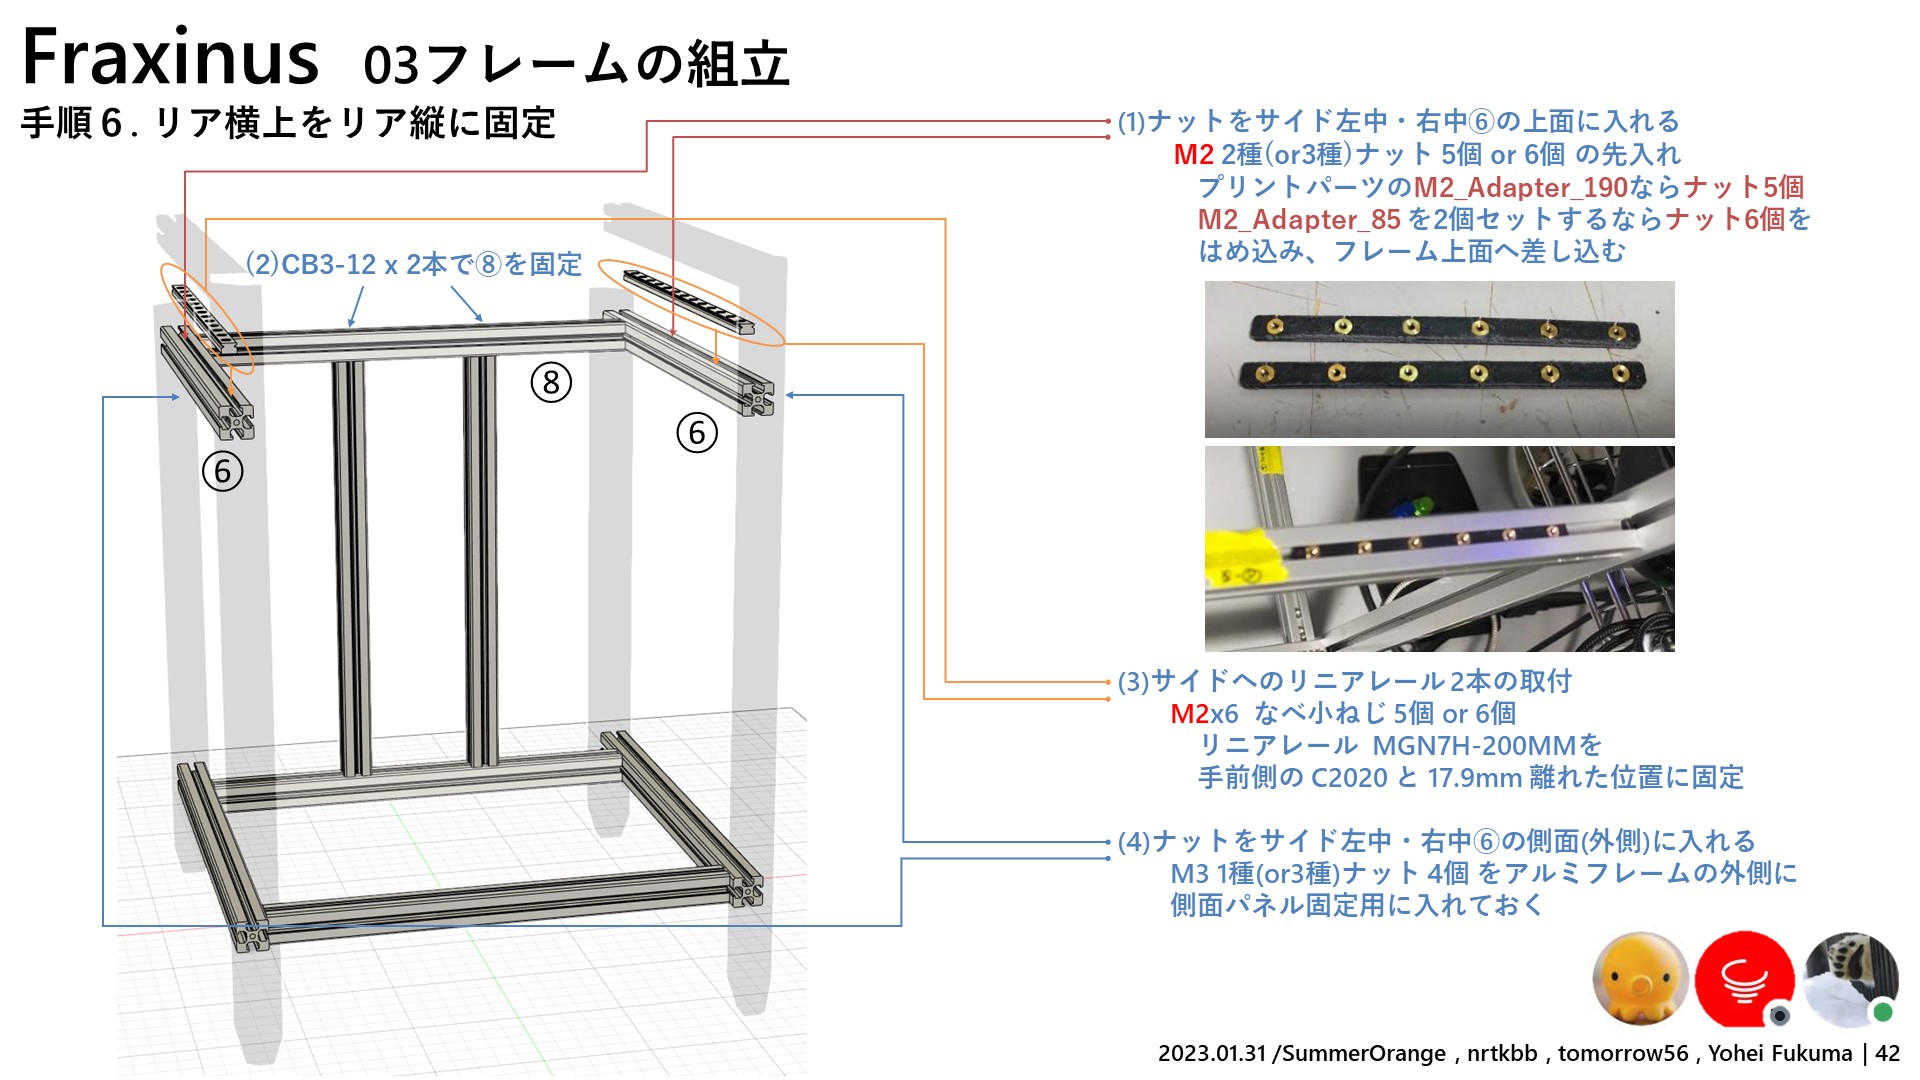 Fraxinus 03フレームの組立
手順６. リア横上をリア縦に固定
(1)ナットをサイド左中・右中⑥の上面に入れる
M2 2種(or3種)ナット 5個 or 6個 の先入れ
プリントパーツのM2_Adapter_190ならナット5個
M2_Adapter_85 を2個セットするならナット6個を
はめ込み、フレーム上面へ差し込む
(2)CB3-12 x 2本で⑧を固定
⑧
⑥
⑥
(3)サイドへのリニアレール2本の取付
M2x6 なべ小ねじ 5個 or 6個
リニアレール MGN7H-200MMを
手前側の C2020 と 17.9mm 離れた位置に固定
(4)ナットをサイド左中・右中⑥の側面(外側)に入れる
M3 1種(or3種)ナット 4個 をアルミフレームの外側に
側面パネル固定用に入れておく
2023.01.31 /SummerOrange , nrtkbb , tomorrow56 , Yohei Fukuma | 42